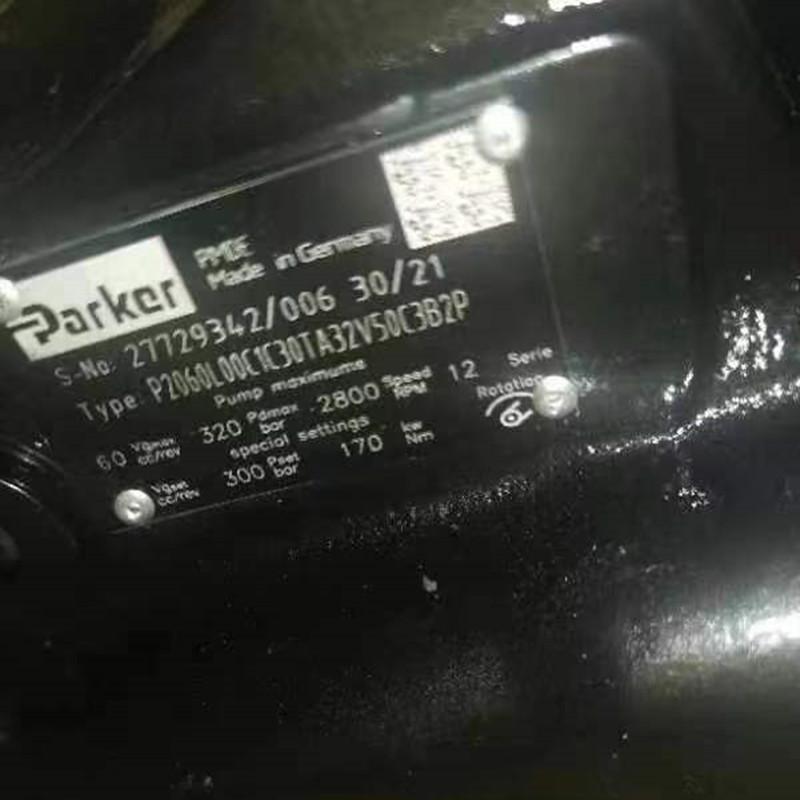 Parker
PMDE
Made in Germany
S-No: 27729342/006 30/21
Type: P2060L00C1C30TA32V50C3B2P
Pump maximums
60 Vgmax cc/rev 320 Pdmax bar 2800 Speed RPM 12 Serie
special settings
Vgset cc/rev 300 Pset bar 170 kw Nm
Rotation